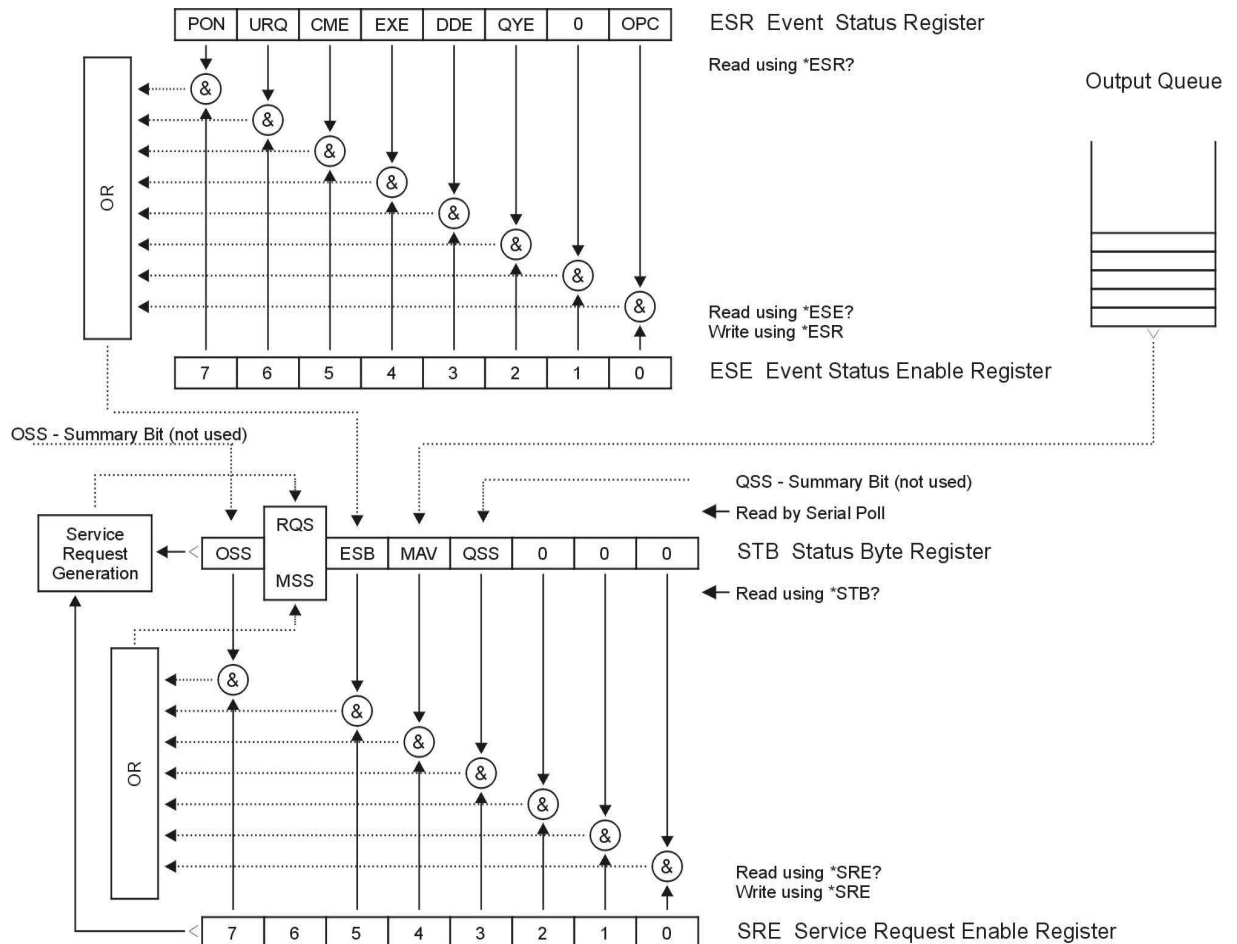 PON URQ CME EXE DDE QYE 0 OPC
ESR Event Status Register
Read using *ESR?
Output Queue
&
&
&
&
&
&
&
&
OR
Read using *ESE?
Write using *ESR
7 6 5 4 3 2 1 0
ESE Event Status Enable Register
OSS - Summary Bit (not used)
QSS - Summary Bit (not used)
Read by Serial Poll
Service
Request
Generation
OSS RQS MSS ESB MAV QSS 0 0 0
STB Status Byte Register
Read using *STB?
&
&
&
&
&
&
&
OR
Read using *SRE?
Write using *SRE
7 6 5 4 3 2 1 0
SRE Service Request Enable Register